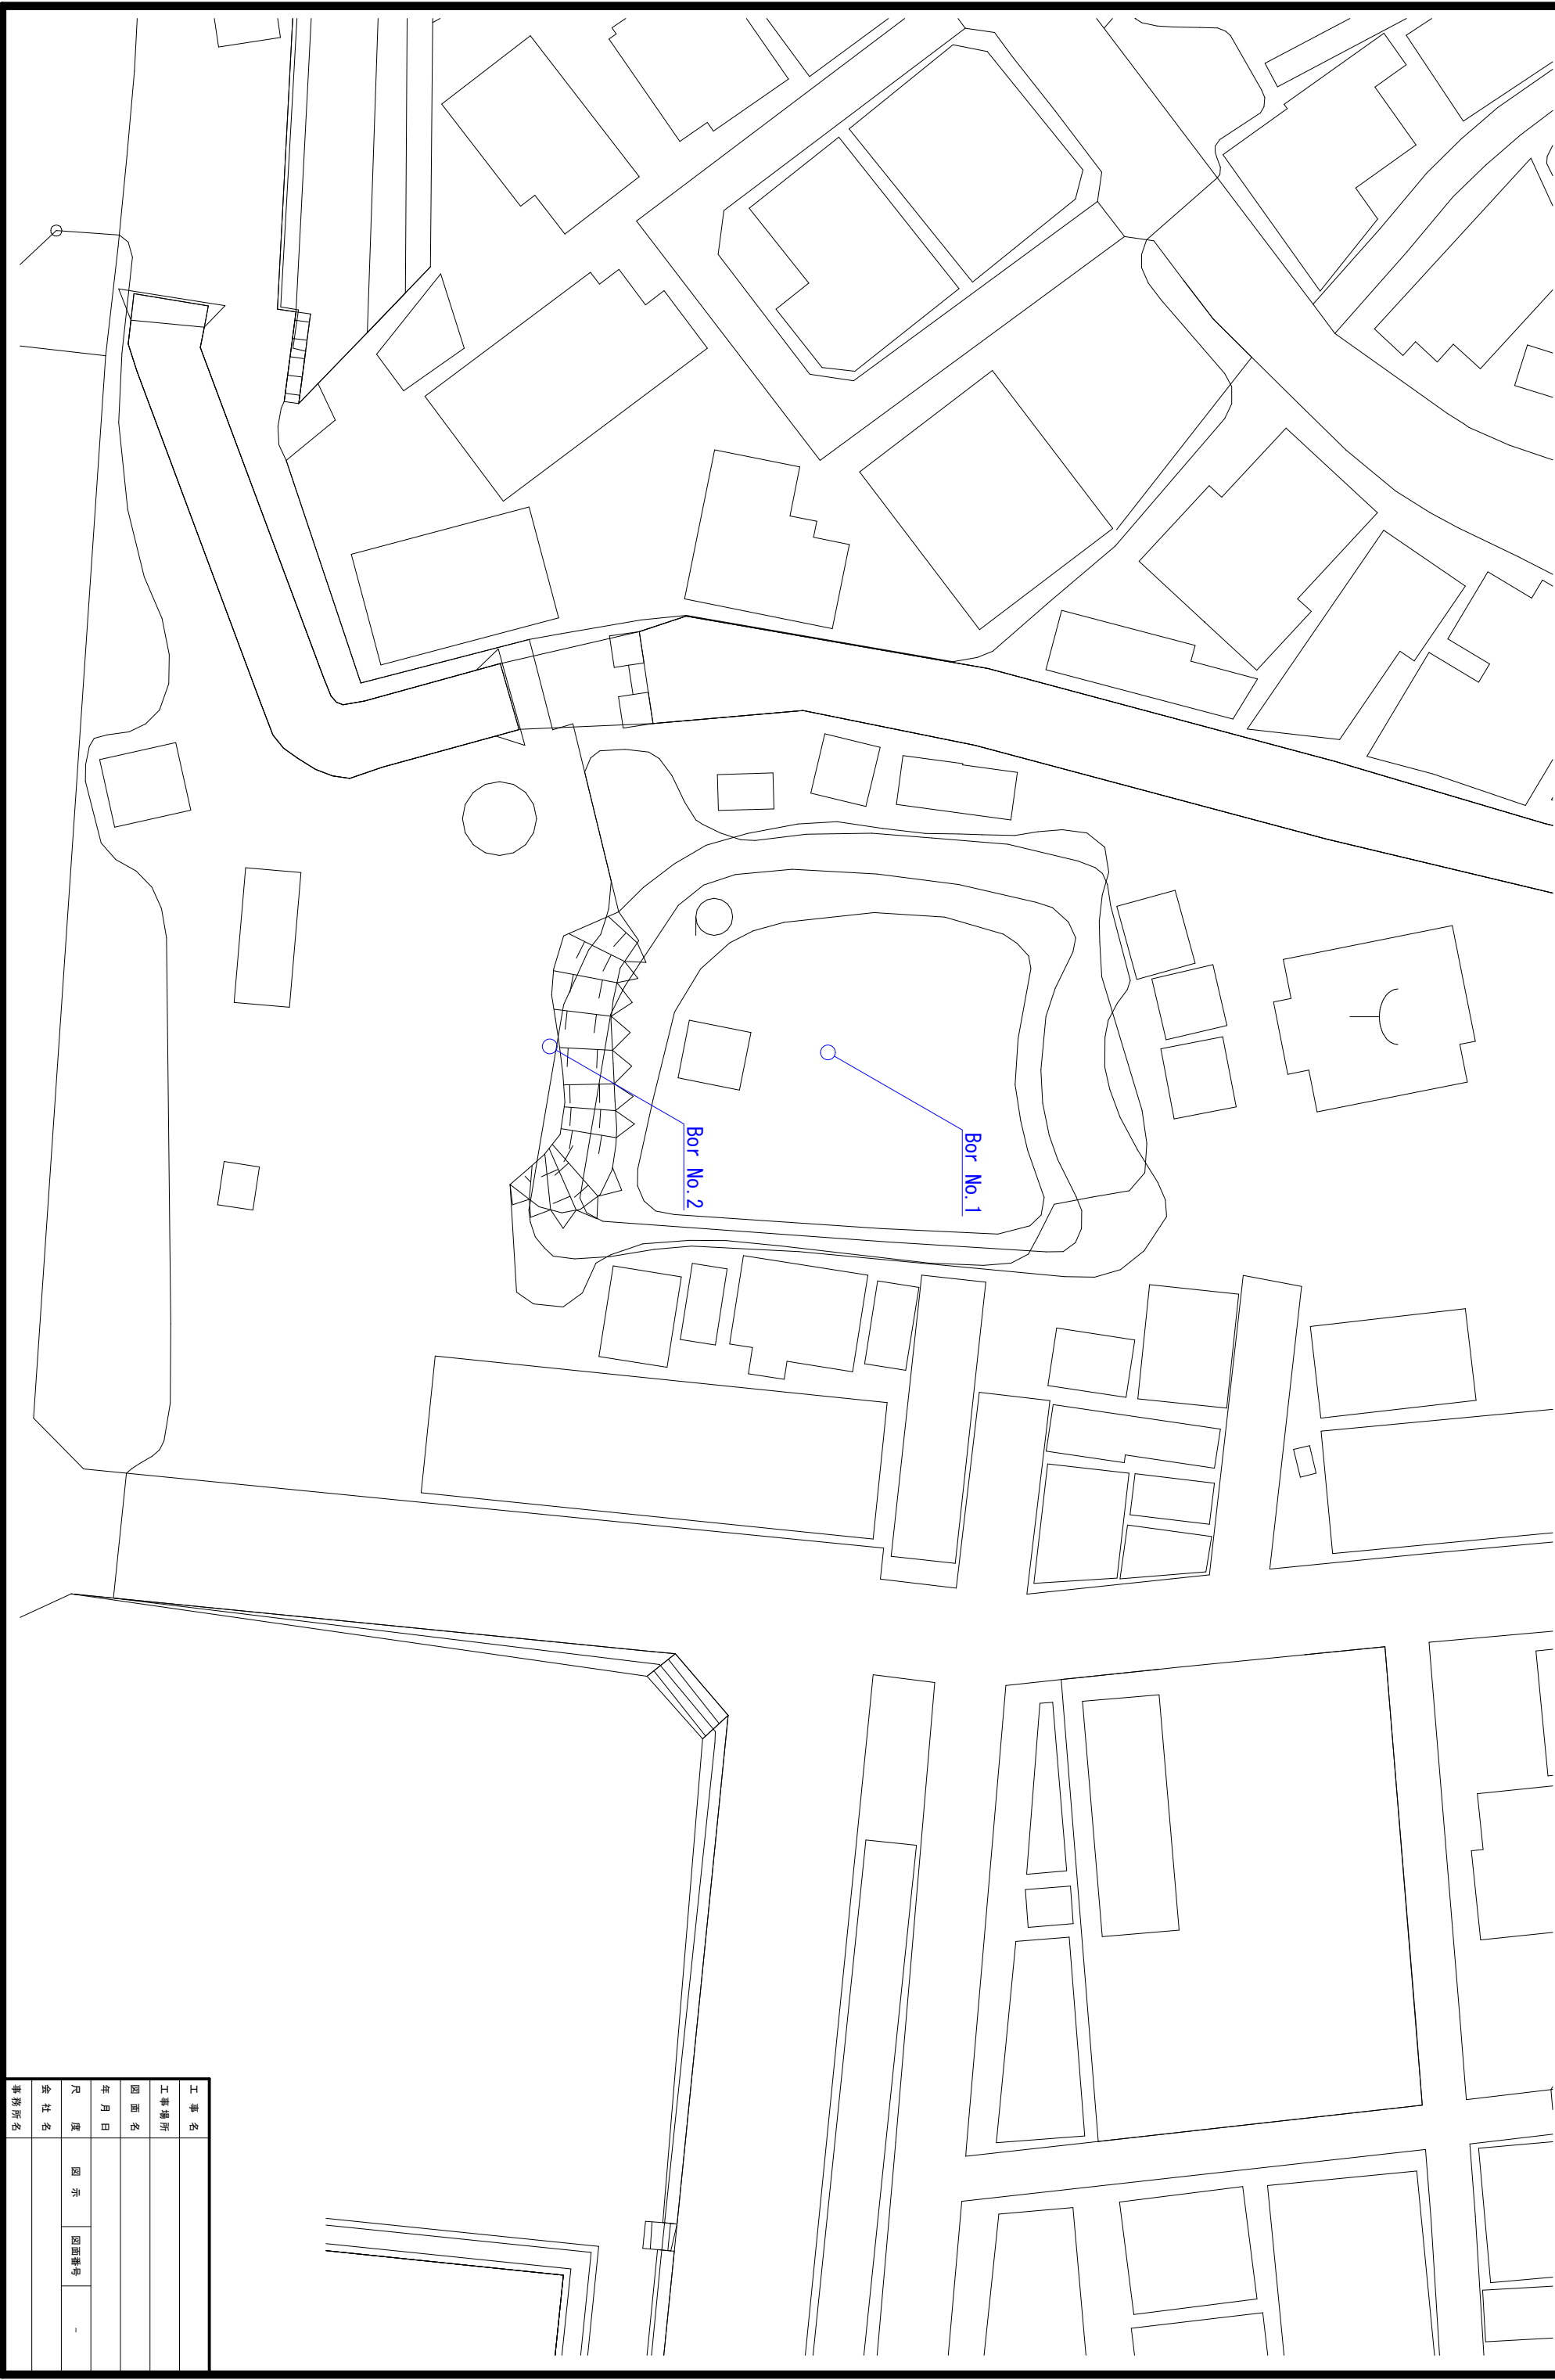 Bor No.1
Bor No.2
工 事 名
工事場所
図 面 名
年 月 日
尺 度 図 示 図面番号 -
会 社 名
事務所名